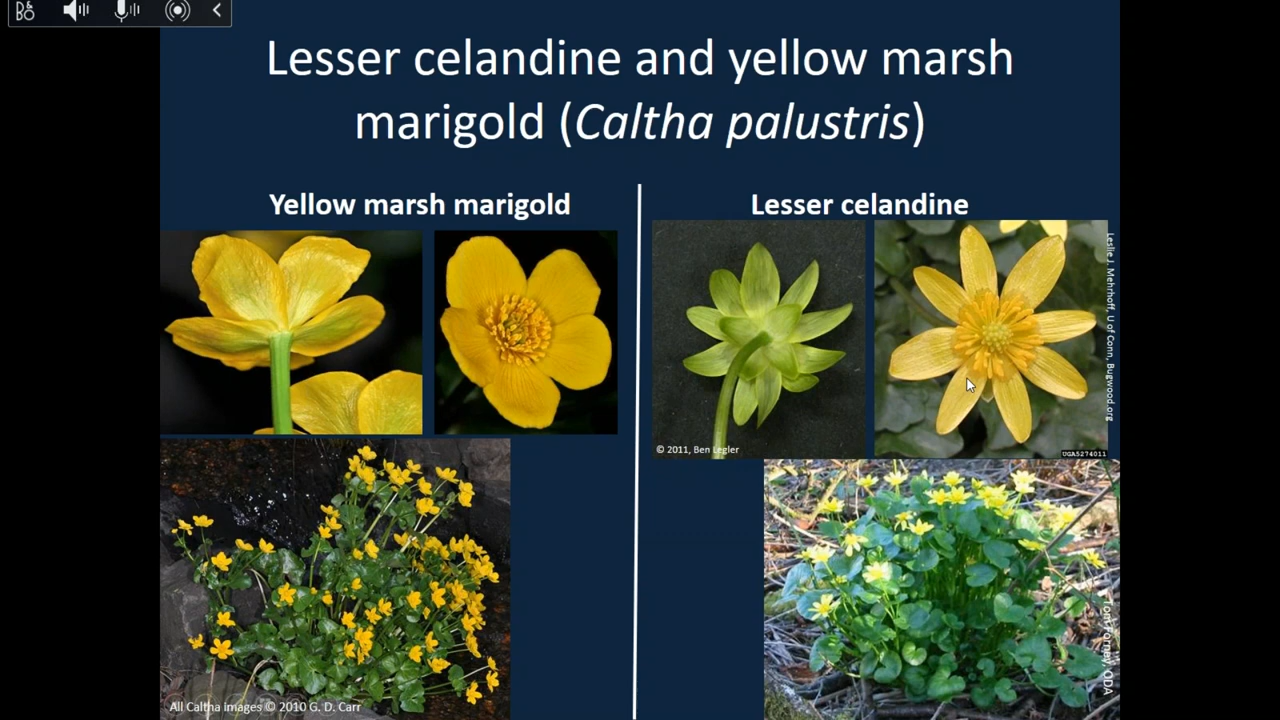 Lesser celandine and yellow marsh
marigold (Caltha palustris)
Yellow marsh marigold
Lesser celandine
Leslie J. Mehrhoff, U of Conn, Bugwood.org
© 2011, Ben Legler
UGA5274011
All Caltha images © 2010 G. D. Carr